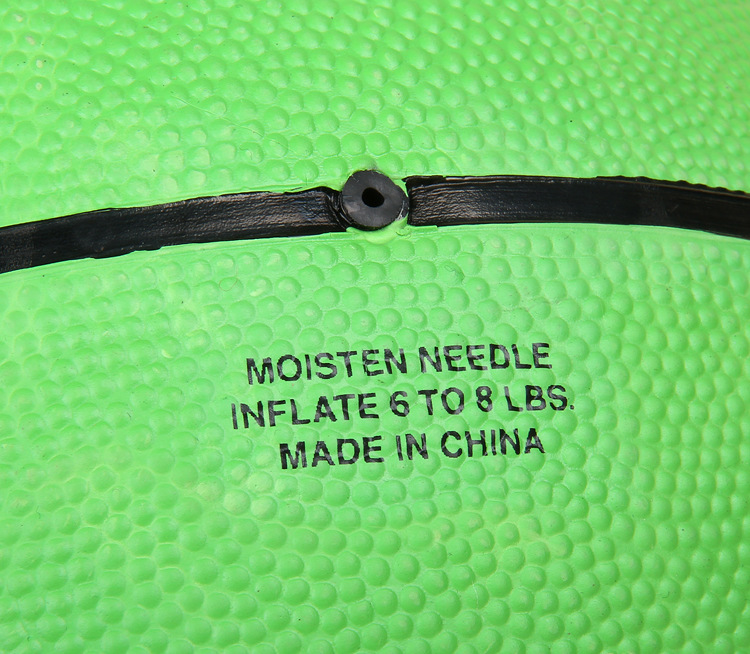 MOISTEN NEEDLE
INFLATE 6 TO 8 LBS.
MADE IN CHINA